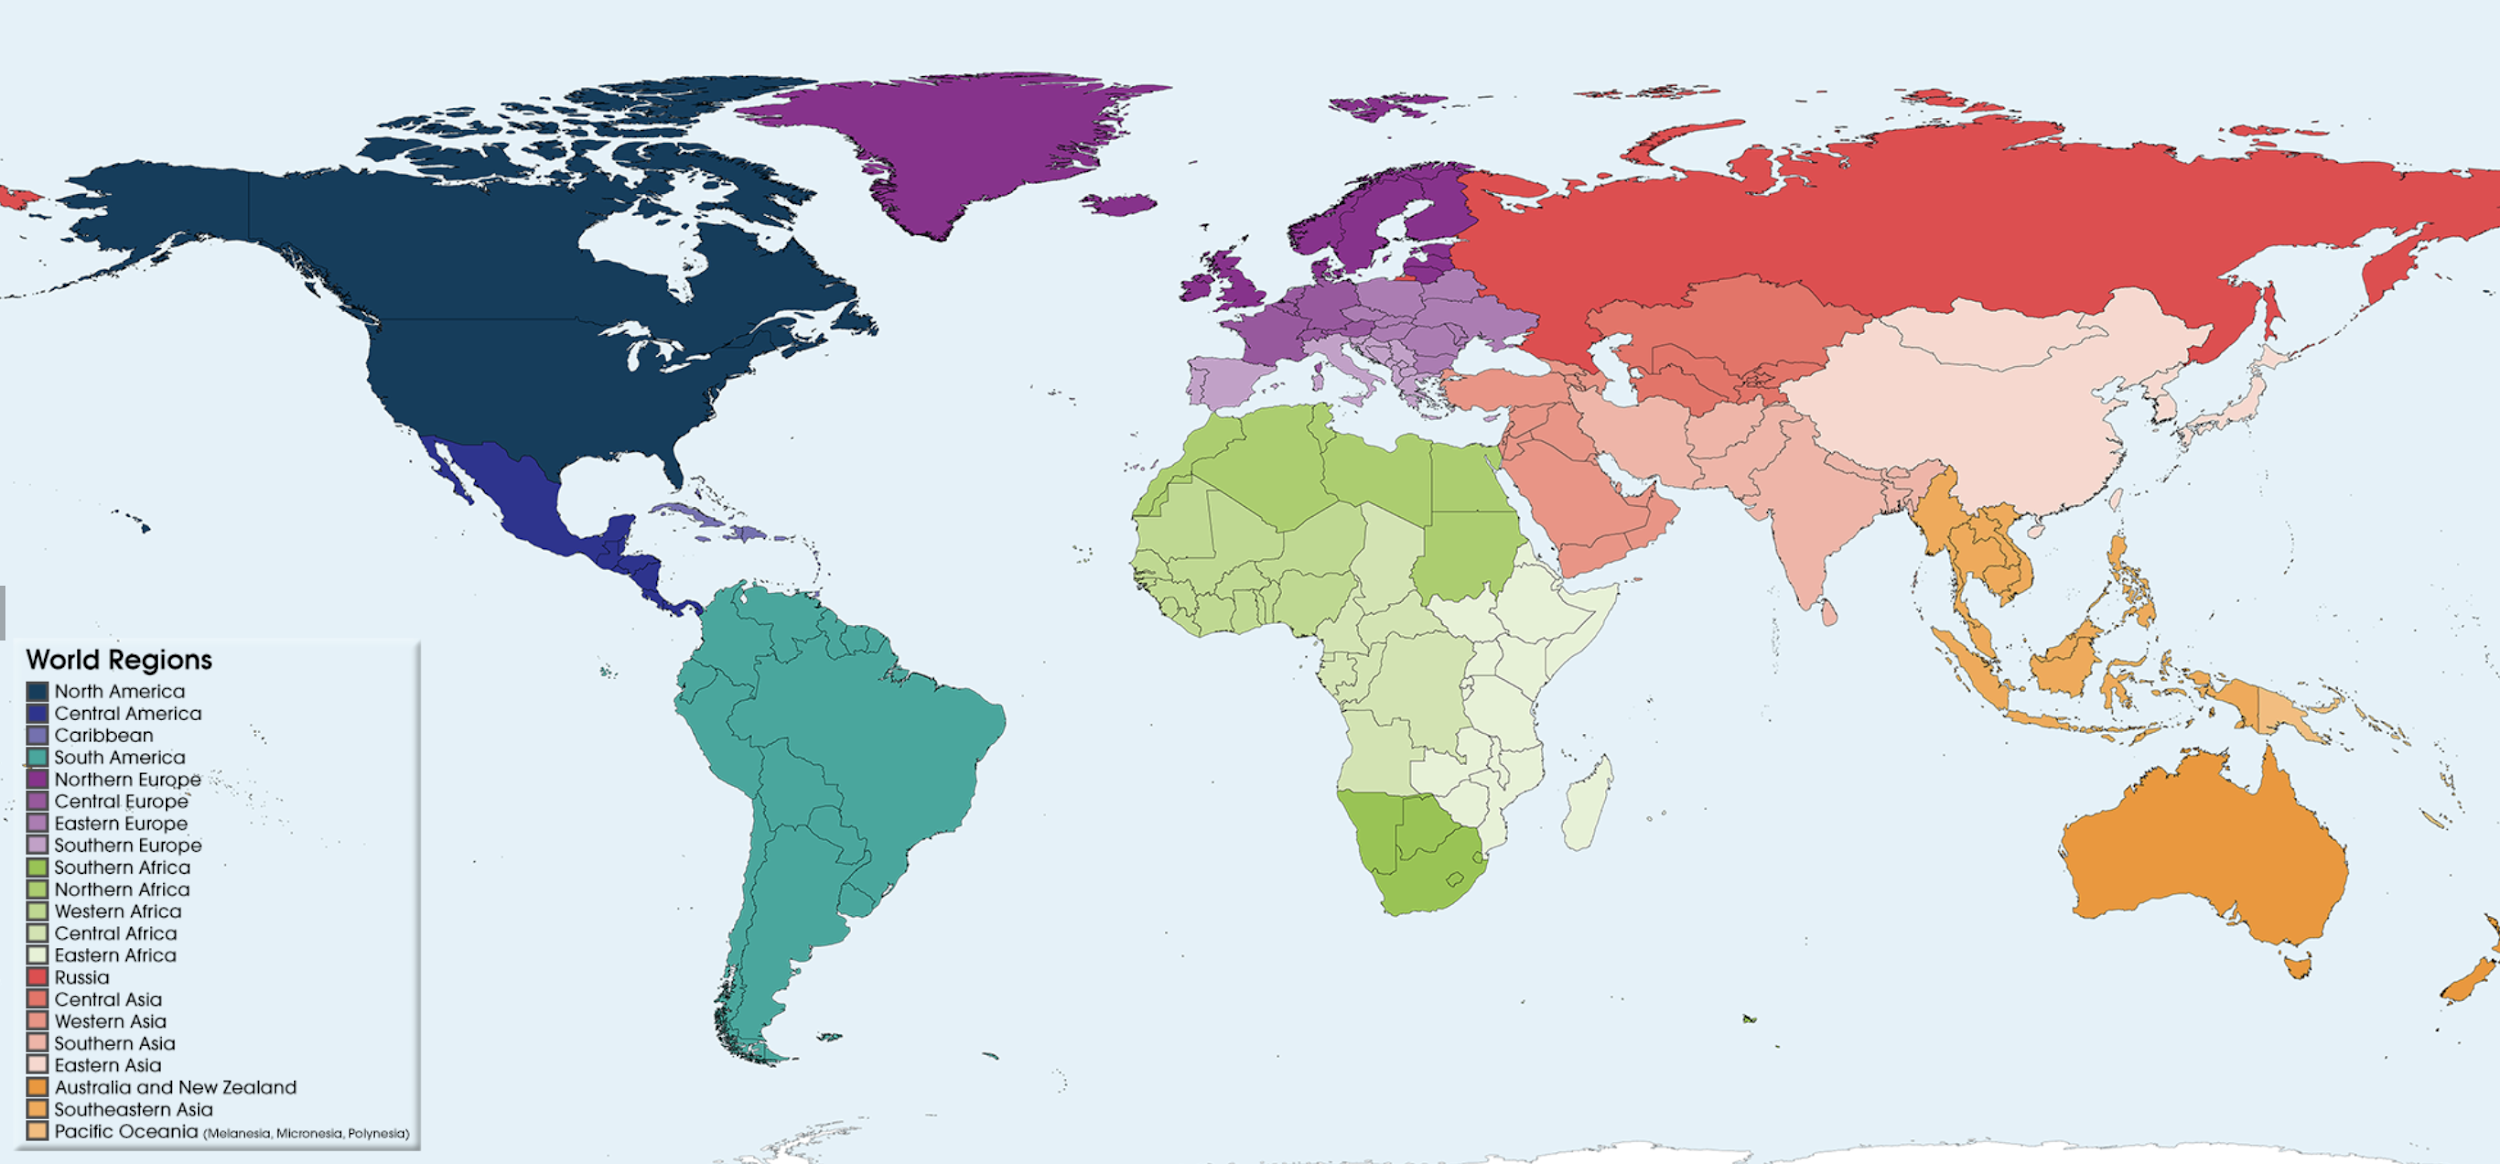 World Regions
North America
Central America
Caribbean
South America
Northern Europe
Central Europe
Eastern Europe
Southern Europe
Southern Africa
Northern Africa
Western Africa
Central Africa
Eastern Africa
Russia
Central Asia
Western Asia
Southern Asia
Eastern Asia
Australia and New Zealand
Southeastern Asia
Pacific Oceania (Melanesia, Micronesia, Polynesia)